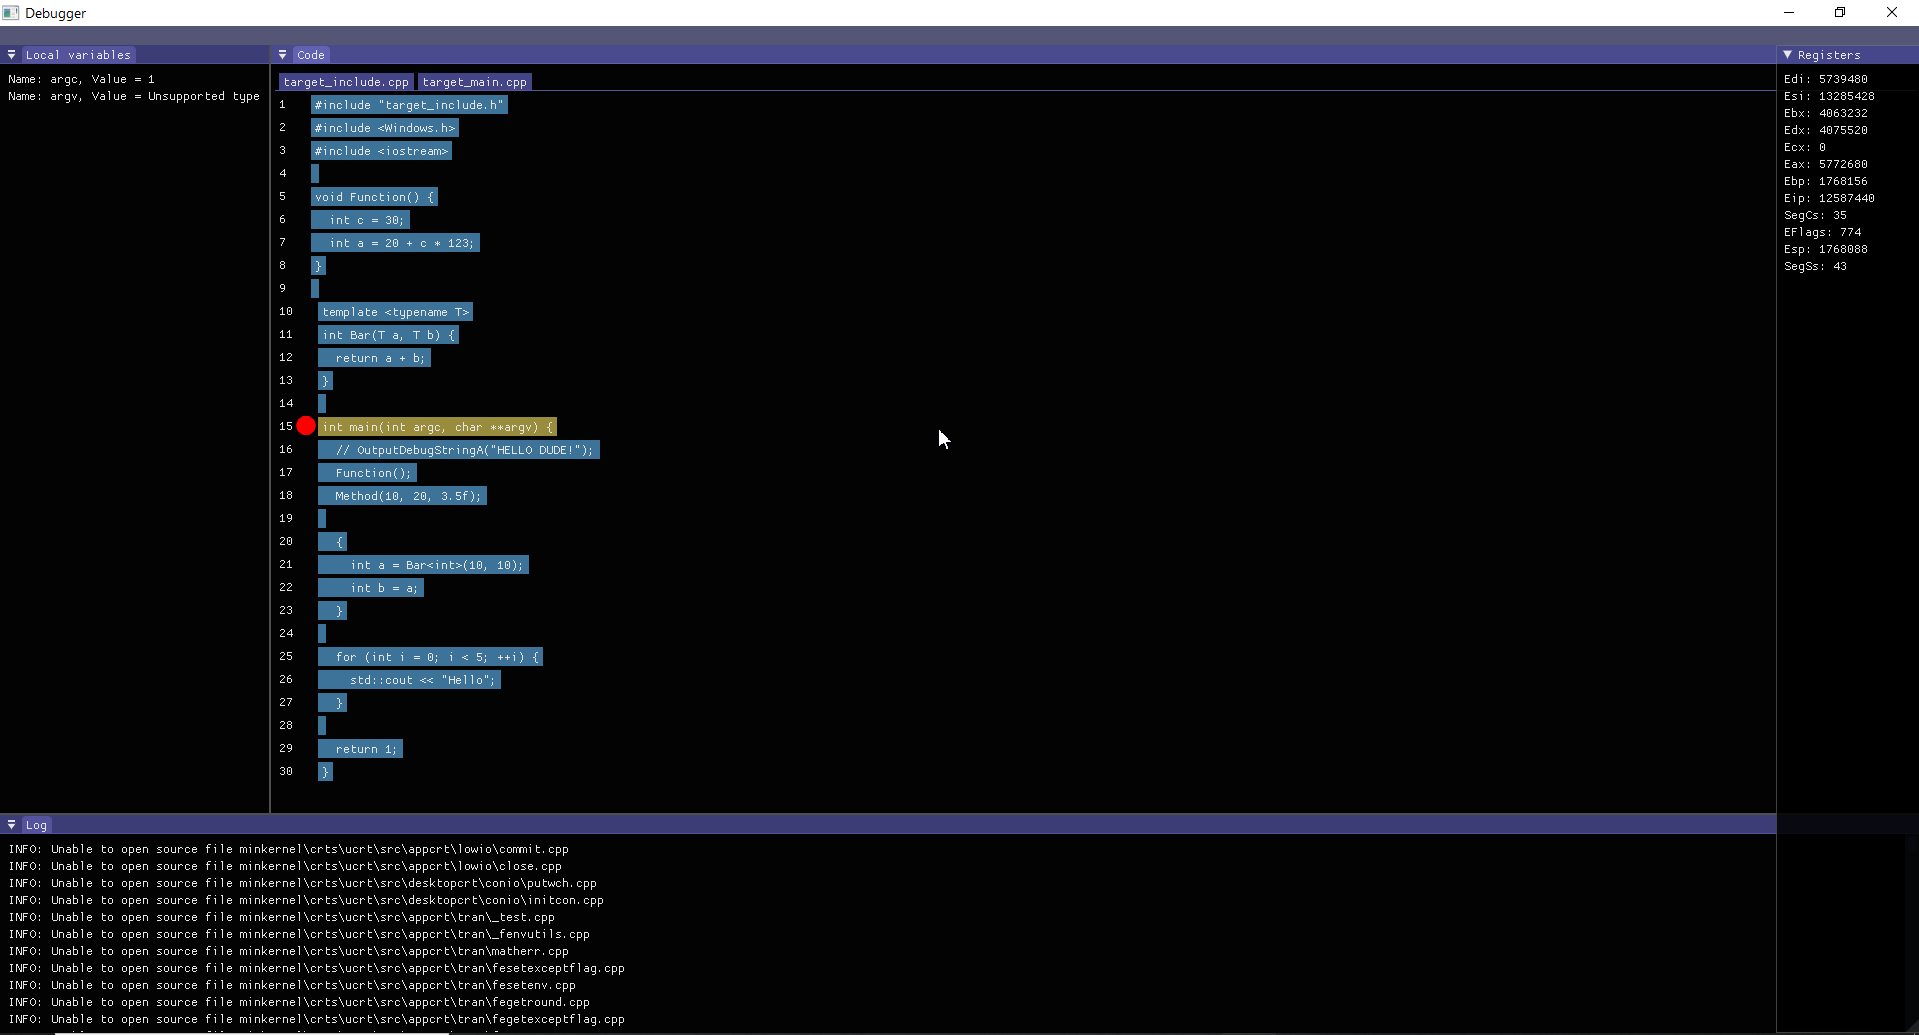 Debugger
Local variables
Name: argc, Value = 1
Name: argv, Value = Unsupported type
Code
target_include.cpp target_main.cpp
1 #include "target_include.h"
2 #include <Windows.h>
3 #include <iostream>
4
5 void Function() {
6 int c = 30;
7 int a = 20 + c * 123;
8 }
9
10 template <typename T>
11 int Bar(T a, T b) {
12 return a + b;
13 }
14
15 int main(int argc, char **argv) {
16 // OutputDebugStringA("HELLO DUDE!");
17 Function();
18 Method(10, 20, 3.5f);
19
20 {
21 int a = Bar<int>(10, 10);
22 int b = a;
23 }
24
25 for (int i = 0; i < 5; ++i) {
26 std::cout << "Hello";
27 }
28
29 return 1;
30 }
Registers
Edi: 5739480
Esi: 13285428
Ebx: 4063232
Edx: 4075520
Ecx: 0
Eax: 5772680
Ebp: 1768156
Eip: 12587440
SegCs: 35
EFlags: 774
Esp: 1768088
SegSs: 43
Log
INFO: Unable to open source file minkernel\crts\ucrt\src\appcrt\lowio\commit.cpp
INFO: Unable to open source file minkernel\crts\ucrt\src\appcrt\lowio\close.cpp
INFO: Unable to open source file minkernel\crts\ucrt\src\desktopcrt\conio\putwch.cpp
INFO: Unable to open source file minkernel\crts\ucrt\src\desktopcrt\conio\initcon.cpp
INFO: Unable to open source file minkernel\crts\ucrt\src\appcrt\tran\_test.cpp
INFO: Unable to open source file minkernel\crts\ucrt\src\appcrt\tran\_fenvutils.cpp
INFO: Unable to open source file minkernel\crts\ucrt\src\appcrt\tran\matherr.cpp
INFO: Unable to open source file minkernel\crts\ucrt\src\appcrt\tran\fesetexceptflag.cpp
INFO: Unable to open source file minkernel\crts\ucrt\src\appcrt\tran\fesetenv.cpp
INFO: Unable to open source file minkernel\crts\ucrt\src\appcrt\tran\fegetround.cpp
INFO: Unable to open source file minkernel\crts\ucrt\src\appcrt\tran\fegetexceptflag.cpp